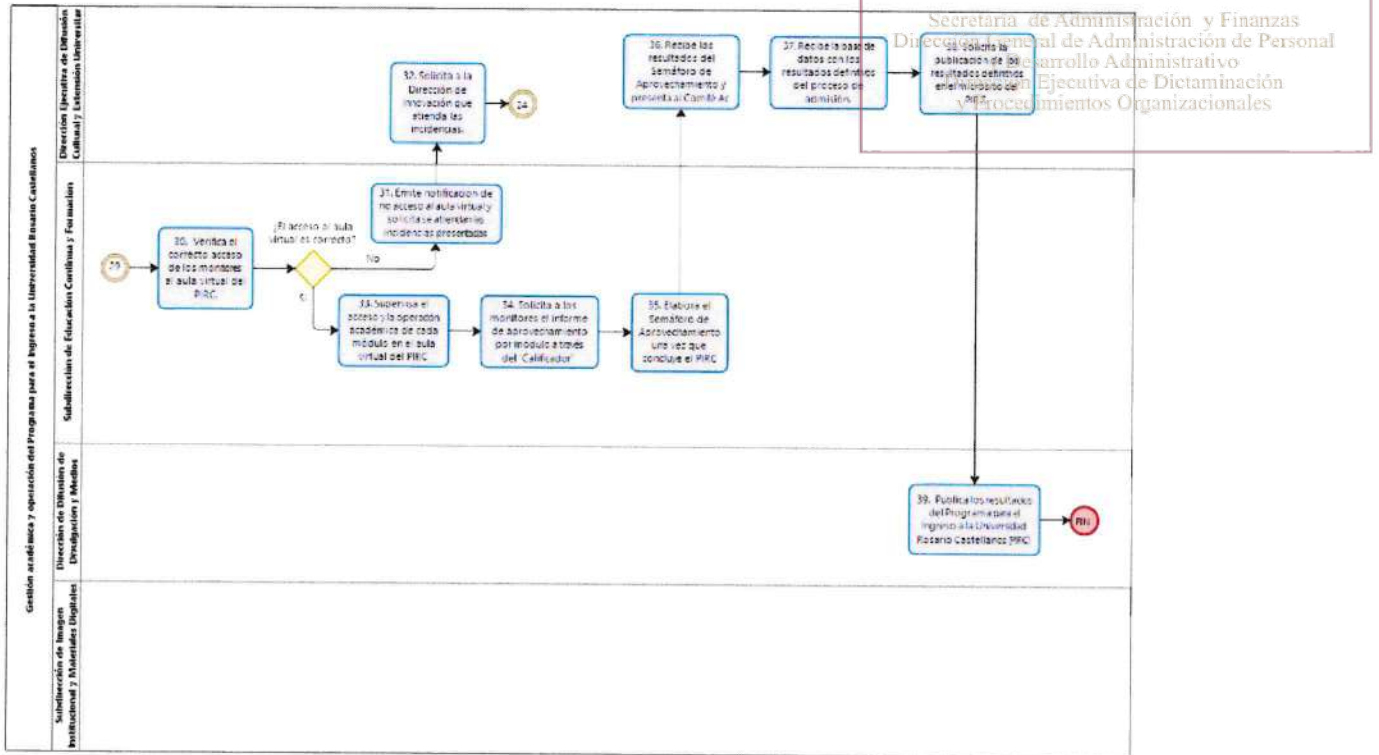 Secretaría de Administración y Finanzas
Dirección General de Administración de Personal
Desarrollo Administrativo
Ejecutiva de Dictaminación
y Procedimientos Organizacionales
Gestión académica y operación del Programa para el Ingreso a la Universidad Rosario Castellanos
Dirección Ejecutiva de Difusión
Cultural y Extensión Universitar
32. Solicita a la
Dirección de
Innovación que
atienda las
incidencias.
24
36. Recibe los
resultados del
Semáforo de
Aprovechamiento y
presenta al Comité Ac
37. Recibe la base de
datos con los
resultados definitivos
del proceso de
admisión.
38. Solicita la
publicación de los
resultados definitivos
en el micrositio del
Subdirección de Educación Continua y Formación
30. Verifica el
correcto acceso
de los monitores
al aula virtual del
PIRC.
¿El acceso al aula
virtual es correcto?
No
31. Emite notificación de
no acceso al aula virtual y
solicita se atiendan las
incidencias presentadas
33. Supervisa el
acceso y la operación
académica de cada
módulo en el aula
virtual del PIRC
34. Solicita a los
monitores el informe
de aprovechamiento
por módulo a través
del "Calificador"
35. Elabora el
Semáforo de
Aprovechamiento
una vez que
concluye el PIRC
Dirección de Difusión de
Divulgación y Medios
39. Publica los resultados
del Programa para el
Ingreso a la Universidad
Rosario Castellanos (PIRC)
FIN
Subdirección de Imagen
Institucional y Materiales Digitales